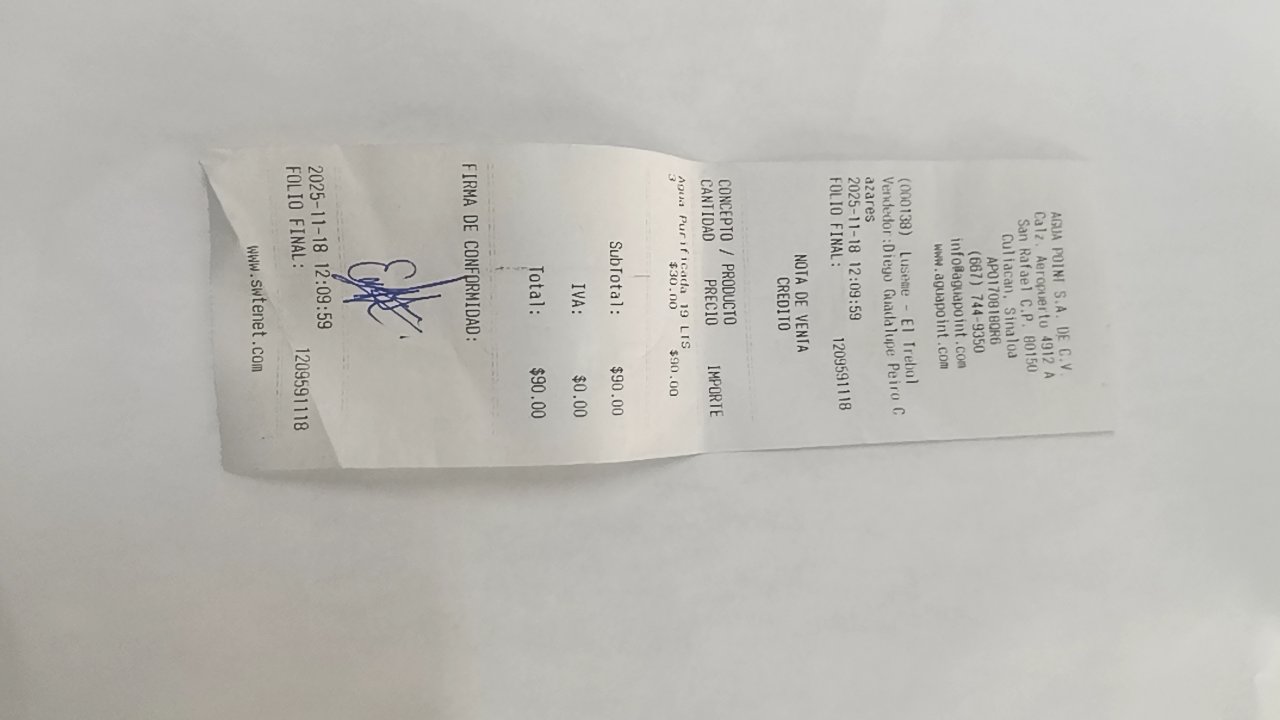 AGUA POINT S.A. DE C.V.
Calz. Aeropuerto 4912 A
San Rafael C.P. 80150
Culiacan, Sinaloa
APO170818QR6
(667) 744-9350
info@aguapoint.com
www.aguapoint.com
(000138) Luseme - El Trebol
Vendedor:Diego Guadalupe Peiro C
azares
2025-11-18 12:09:59
FOLIO FINAL: 1209591118
NOTA DE VENTA
CREDITO
CONCEPTO / PRODUCTO
CANTIDAD PRECIO IMPORTE
Agua Purificada 19 LTS
3 $30.00 $90.00
SubTotal: $90.00
IVA: $0.00
Total: $90.00
FIRMA DE CONFORMIDAD:
2025-11-18 12:09:59
FOLIO FINAL: 1209591118
www.swtenet.com